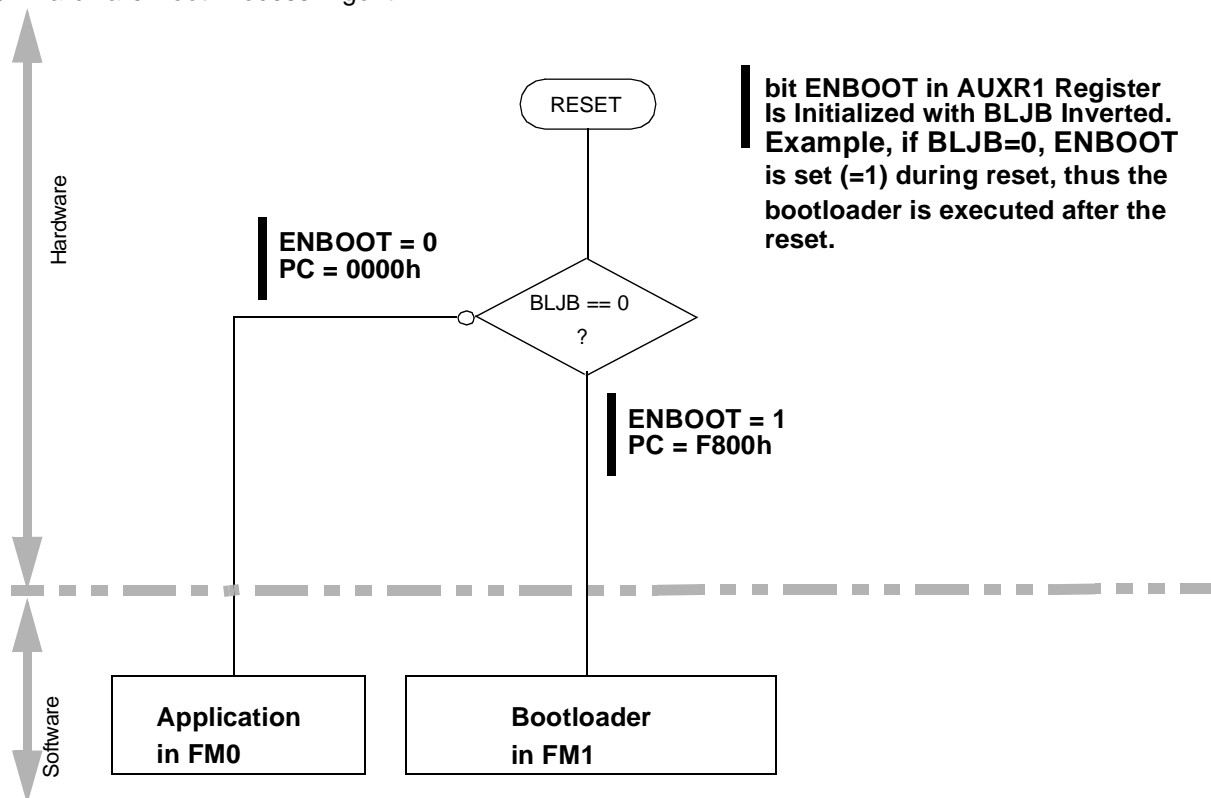 RESET
bit ENBOOT in AUXR1 Register
Is Initialized with BLJB Inverted.
Example, if BLJB=0, ENBOOT
is set (=1) during reset, thus the
bootloader is executed after the
reset.
Hardware
ENBOOT = 0
PC = 0000h
BLJB == 0
?
ENBOOT = 1
PC = F800h
Software
Application
in FM0
Bootloader
in FM1